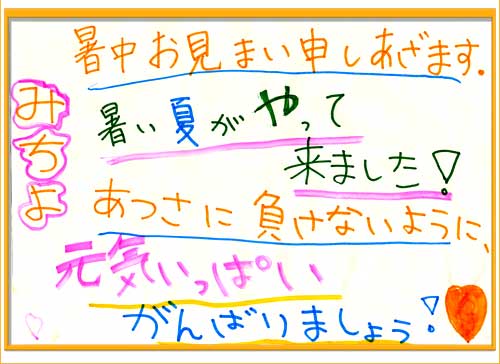 暑中お見まい申しあざます.
暑い夏がやって
来ました!
あつさに負けないように、
元気いっぱい
がんばりましょう!
みちよ